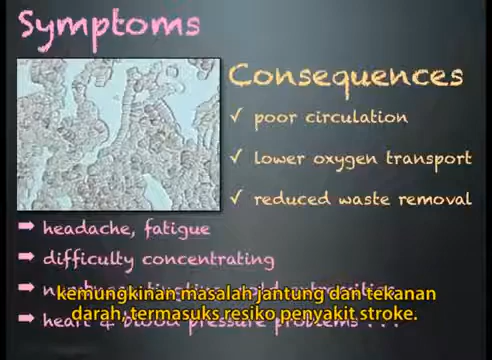 Symptoms
Consequences
✓ poor circulation
✓ lower oxygen transport
✓ reduced waste removal
➡ headache, fatigue
➡ difficulty concentrating
➡ heart & blood pressure problems . . .
kemungkinan masalah jantung dan tekanan
darah, termasuks resiko penyakit stroke.